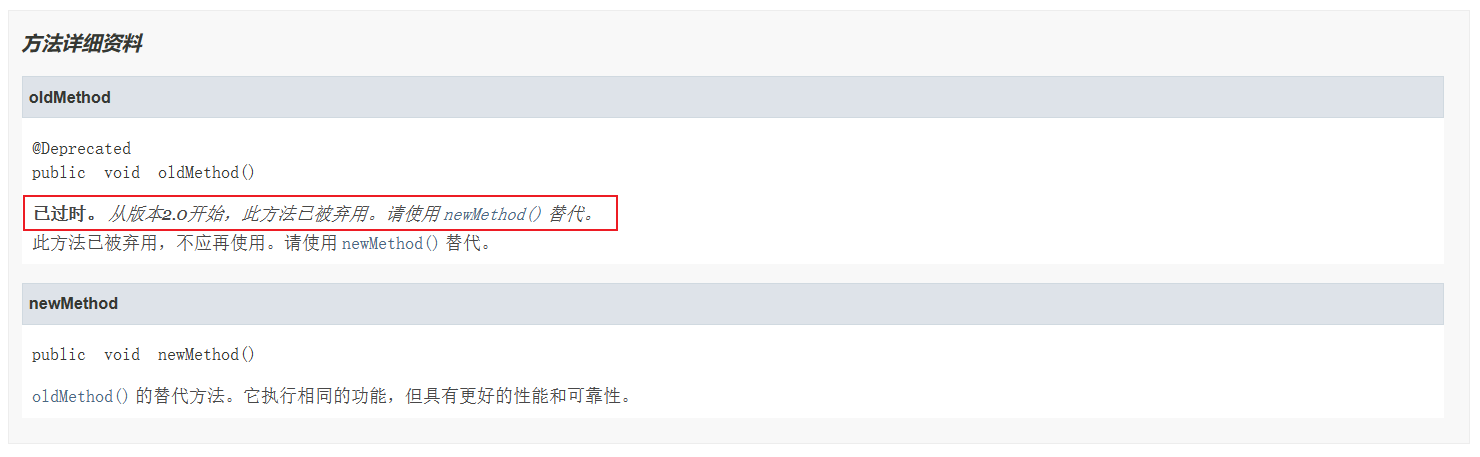 方法详细资料
oldMethod
@Deprecated
public void oldMethod()
已过时。 从版本2.0开始，此方法已被弃用。请使用 newMethod() 替代。
此方法已被弃用，不应再使用。请使用 newMethod() 替代。
newMethod
public void newMethod()
oldMethod() 的替代方法。它执行相同的功能，但具有更好的性能和可靠性。